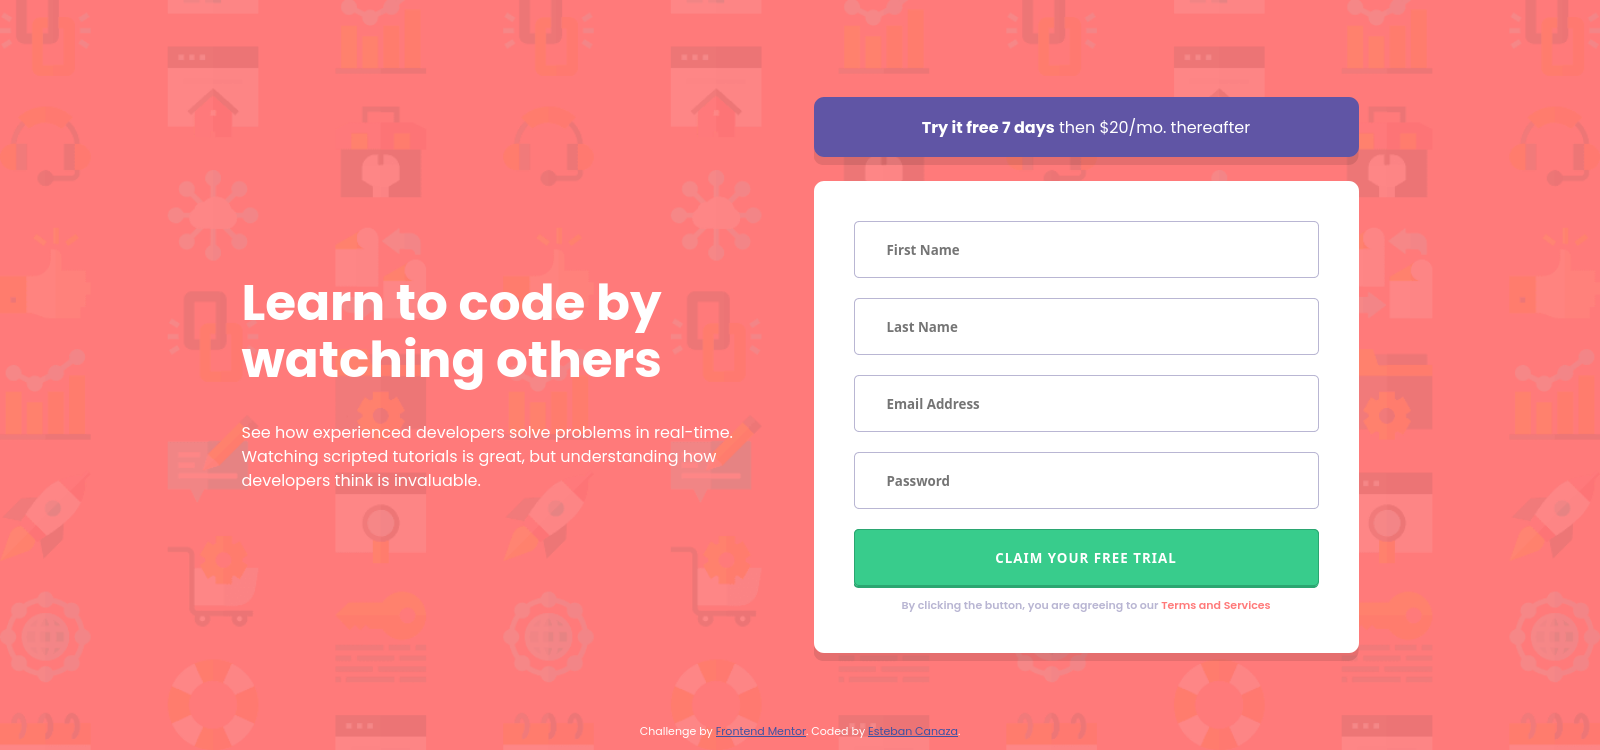 Learn to code by
watching others
See how experienced developers solve problems in real-time.
Watching scripted tutorials is great, but understanding how
developers think is invaluable.
Try it free 7 days then $20/mo. thereafter
First Name
Last Name
Email Address
Password
CLAIM YOUR FREE TRIAL
By clicking the button, you are agreeing to our Terms and Services
Challenge by Frontend Mentor. Coded by Esteban Canaza.